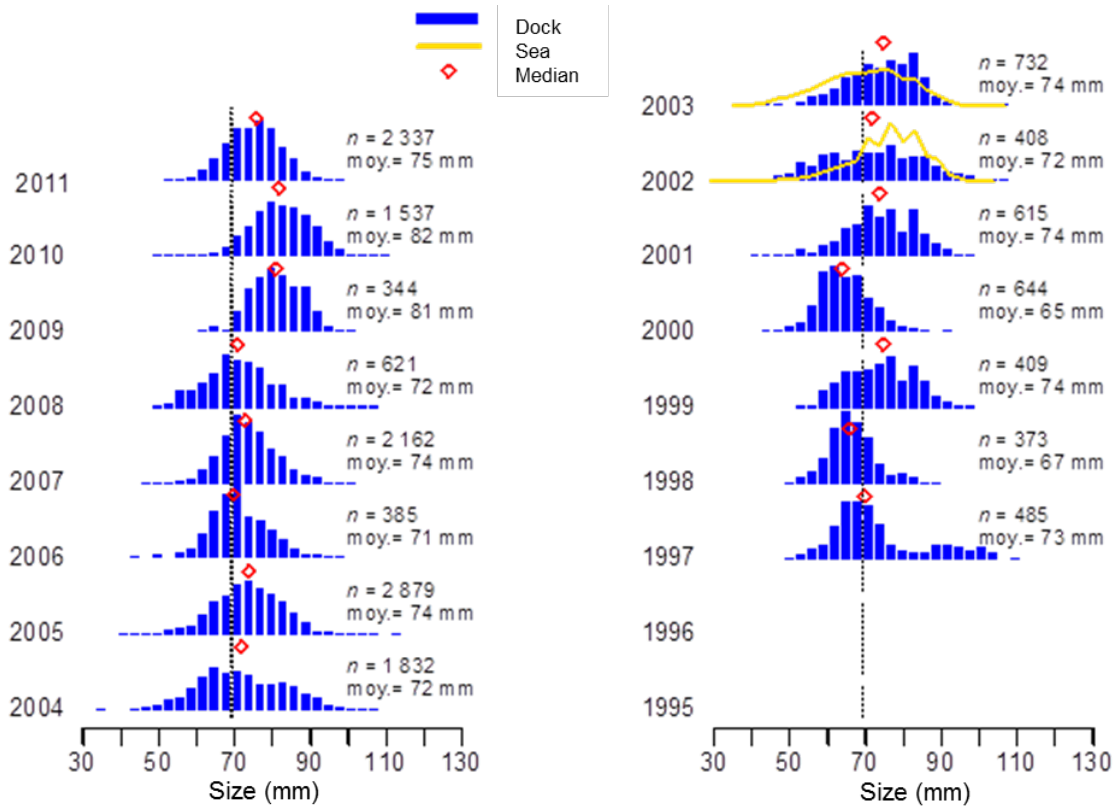 Dock
Sea
Median
2011
n = 2 337
moy.= 75 mm
2010
n = 1 537
moy.= 82 mm
2009
n = 344
moy.= 81 mm
2008
n = 621
moy.= 72 mm
2007
n = 2 162
moy.= 74 mm
2006
n = 385
moy.= 71 mm
2005
n = 2 879
moy.= 74 mm
2004
n = 1 832
moy.= 72 mm
30 50 70 90 110 130
Size (mm)
2003
n = 732
moy.= 74 mm
2002
n = 408
moy.= 72 mm
2001
n = 615
moy.= 74 mm
2000
n = 644
moy.= 65 mm
1999
n = 409
moy.= 74 mm
1998
n = 373
moy.= 67 mm
1997
n = 485
moy.= 73 mm
1996
1995
30 50 70 90 110 130
Size (mm)